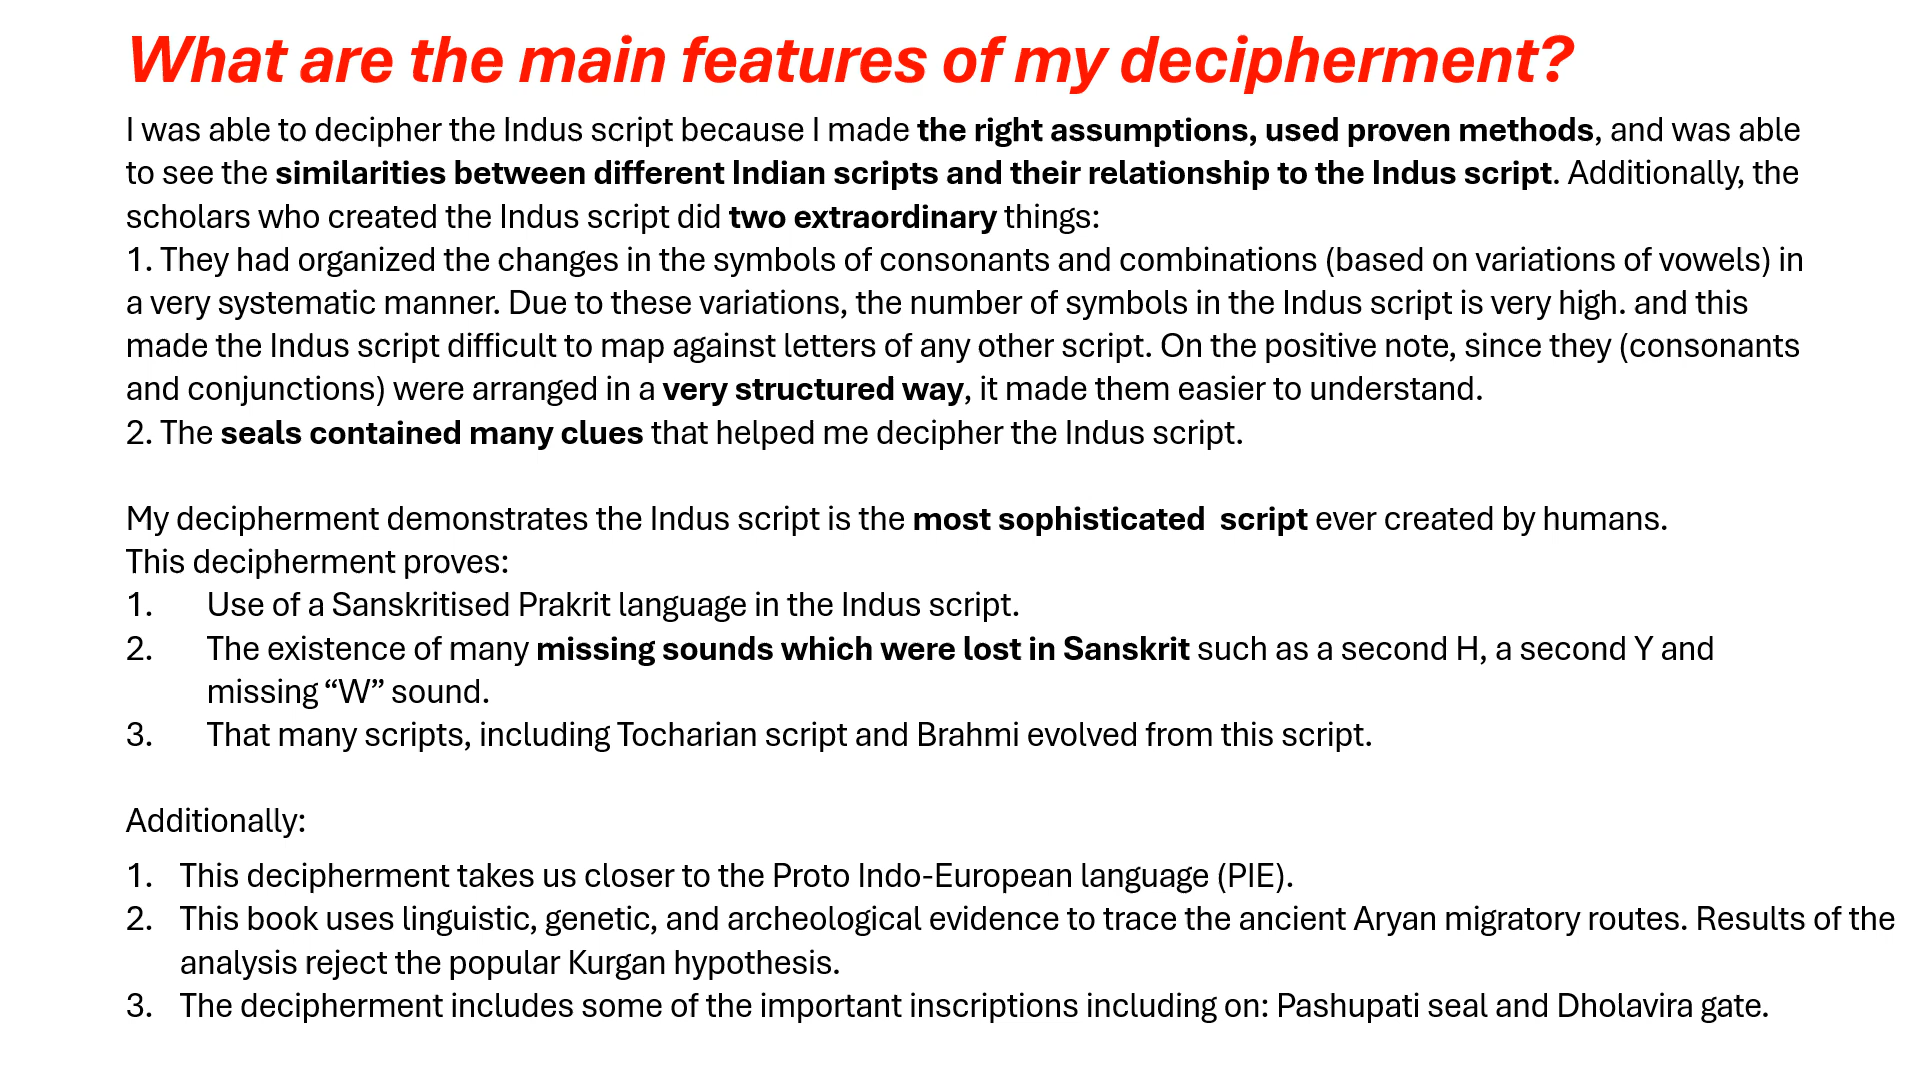 What are the main features of my decipherment?
I was able to decipher the Indus script because I made the right assumptions, used proven methods, and was able
to see the similarities between different Indian scripts and their relationship to the Indus script. Additionally, the
scholars who created the Indus script did two extraordinary things:
1. They had organized the changes in the symbols of consonants and combinations (based on variations of vowels) in
a very systematic manner. Due to these variations, the number of symbols in the Indus script is very high. and this
made the Indus script difficult to map against letters of any other script. On the positive note, since they (consonants
and conjunctions) were arranged in a very structured way, it made them easier to understand.
2. The seals contained many clues that helped me decipher the Indus script.
My decipherment demonstrates the Indus script is the most sophisticated  script ever created by humans.
This decipherment proves:
1. Use of a Sanskritised Prakrit language in the Indus script.
2. The existence of many missing sounds which were lost in Sanskrit such as a second H, a second Y and
missing “W” sound.
3. That many scripts, including Tocharian script and Brahmi evolved from this script.
Additionally:
1. This decipherment takes us closer to the Proto Indo-European language (PIE).
2. This book uses linguistic, genetic, and archeological evidence to trace the ancient Aryan migratory routes. Results of the
analysis reject the popular Kurgan hypothesis.
3. The decipherment includes some of the important inscriptions including on: Pashupati seal and Dholavira gate.